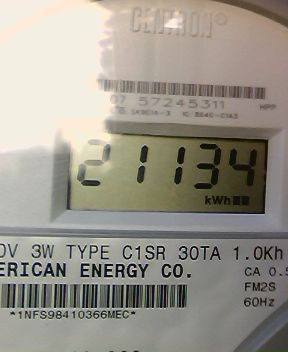 CENTRON®
07 57245311 HPP
21134
kWh
0V 3W TYPE C1SR 30TA 1.0Kh
ERICAN ENERGY CO. CA 0.5
FM2S
*1NFS98410366MEC* 60Hz